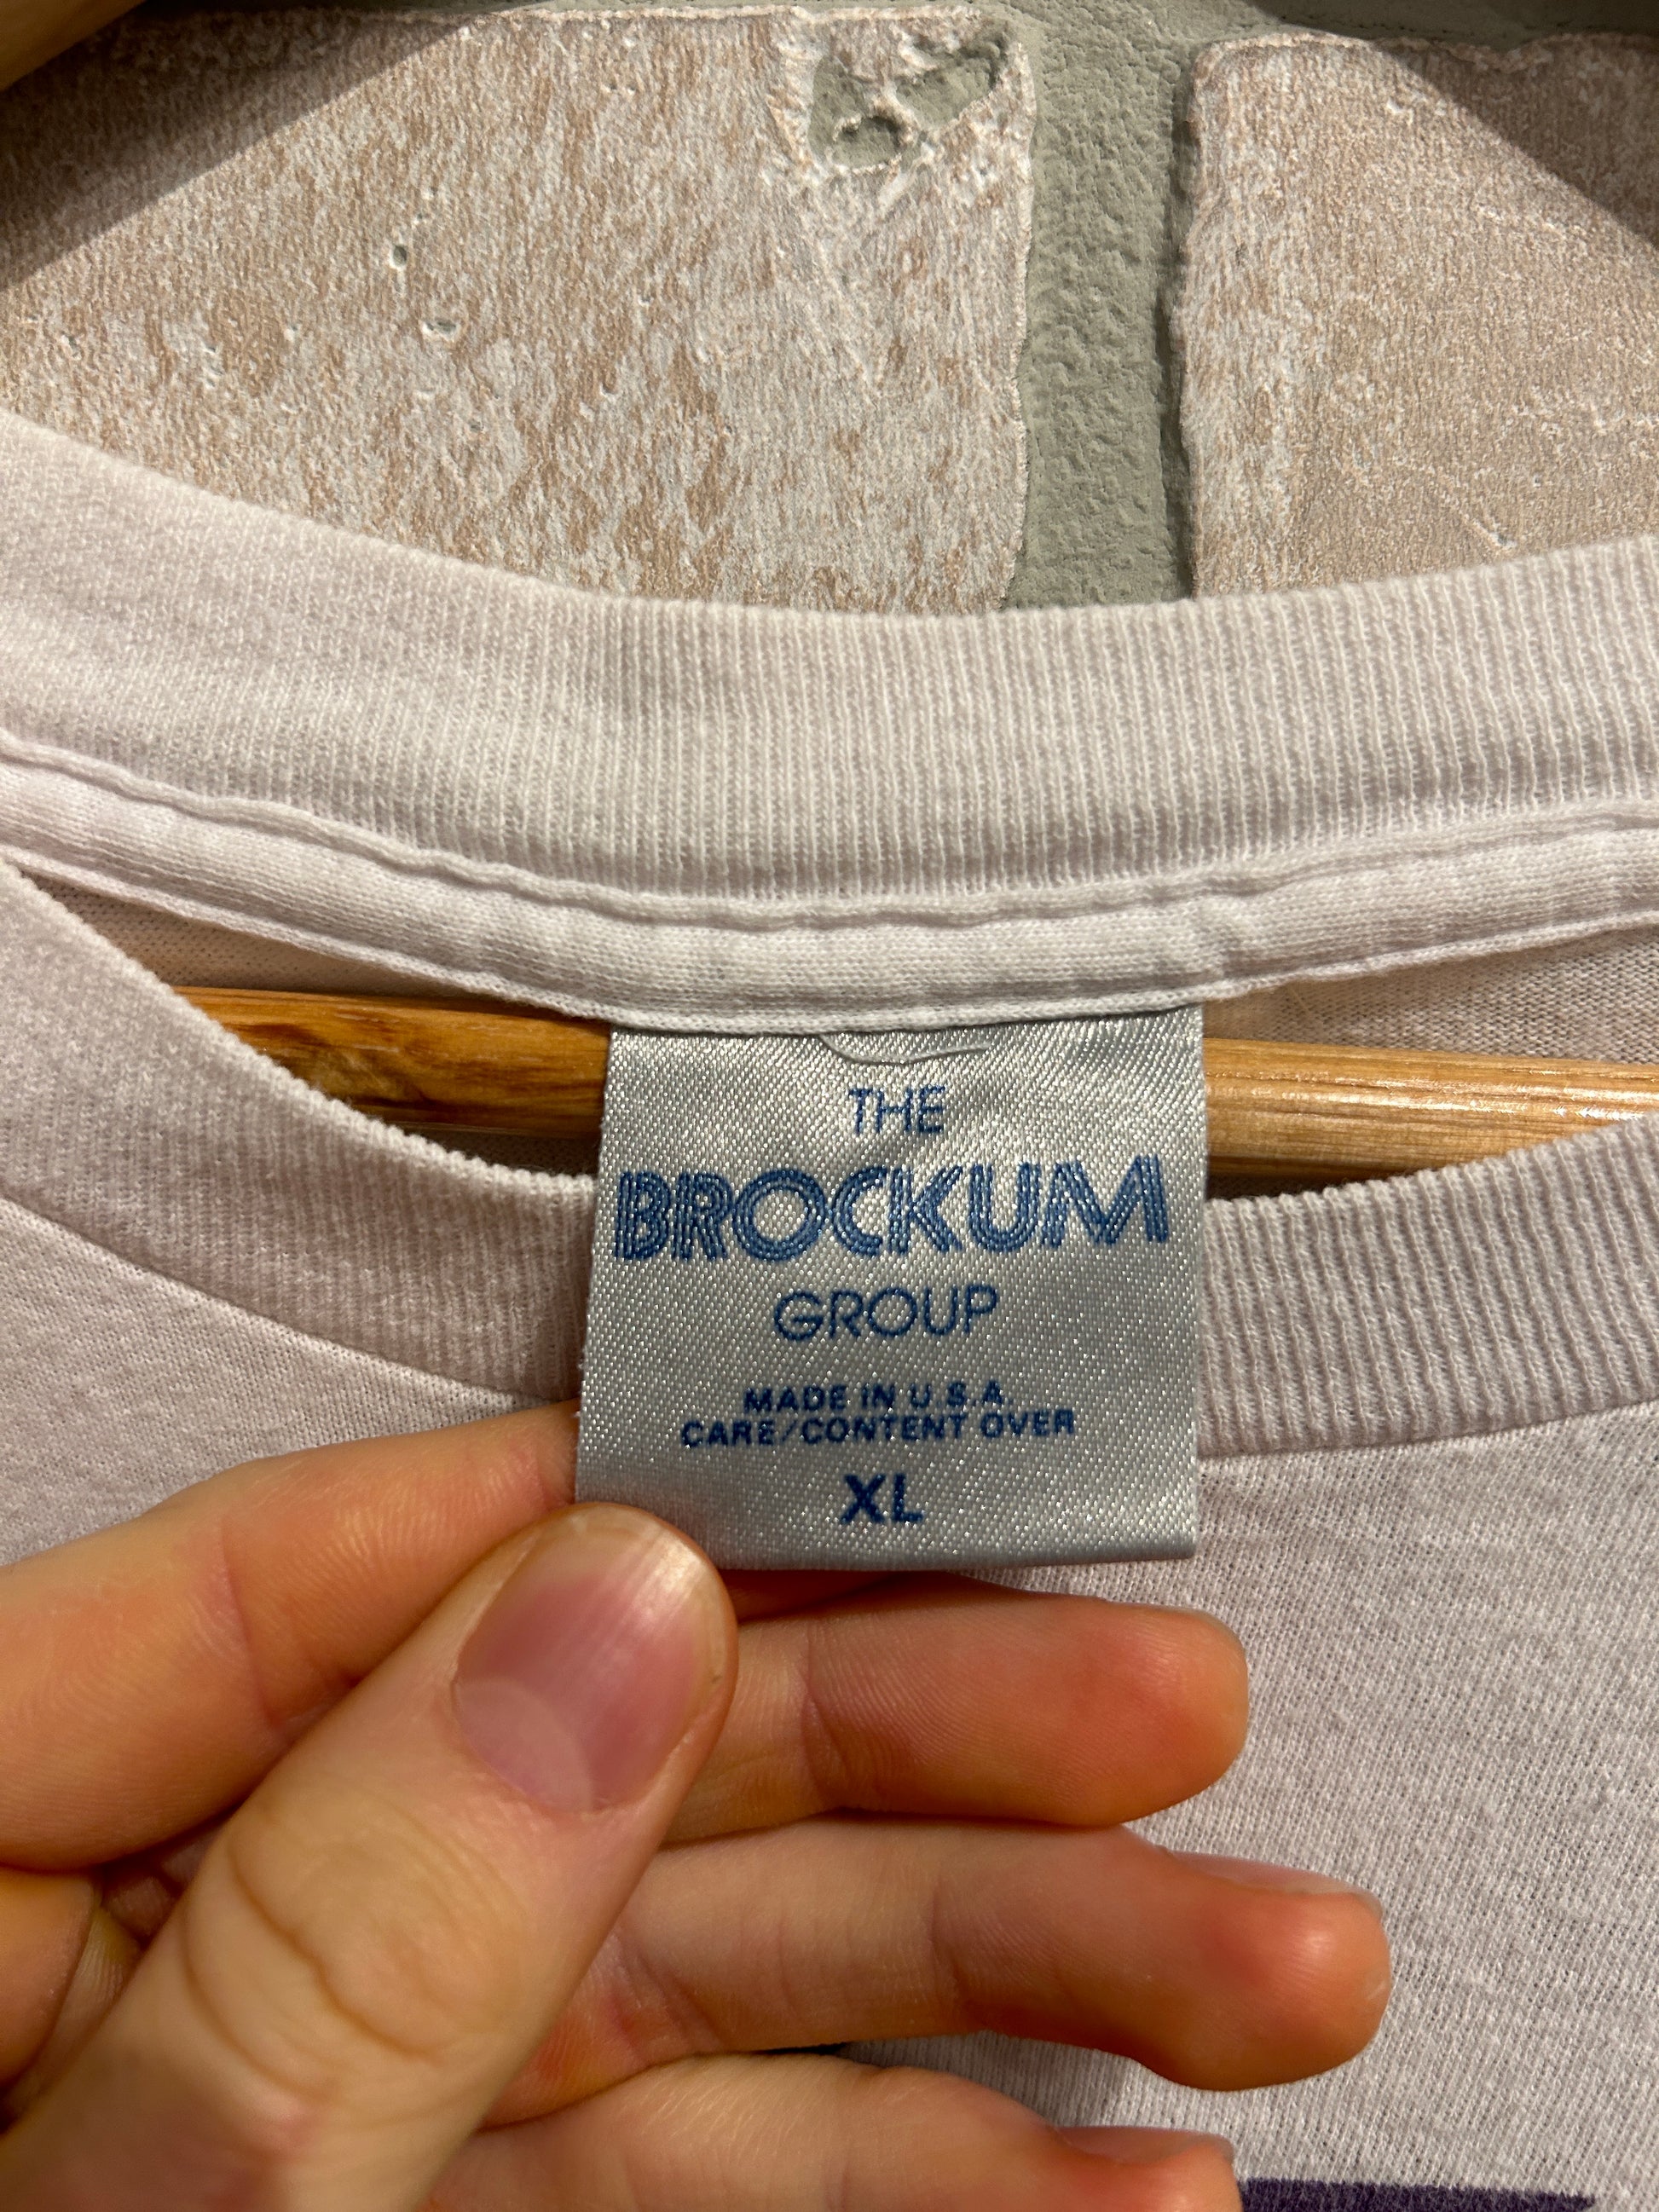 THE
BROCKUM
GROUP
MADE IN U.S.A.
CARE/CONTENT OVER
XL